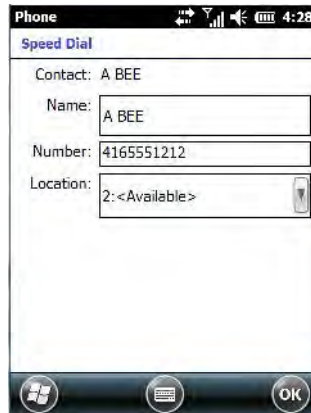 Phone 4:28
Speed Dial
Contact: A BEE
Name: A BEE
Number: 4165551212
Location: 2:<Available>
OK